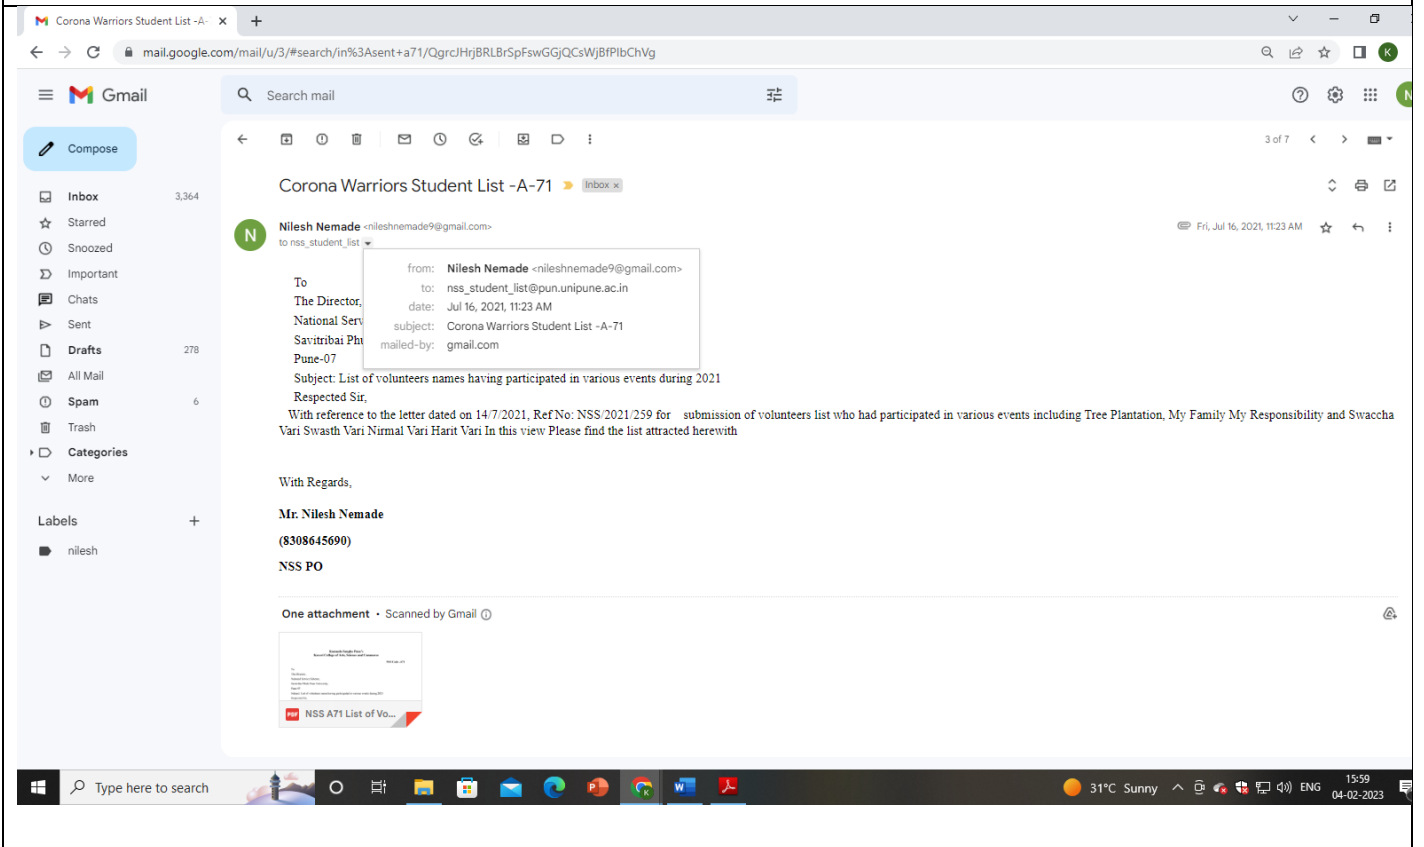 Corona Warriors Student List -A-
mail.google.com/mail/u/3/#search/in%3Asent+a71/QgrcJHrjBRLBrSpFswGGjQCsWjBfPlbChVg
K
Gmail
Search mail
N
Compose
3 of 7
Corona Warriors Student List -A-71
Inbox x
Inbox 3,364
Starred
Snoozed
Important
Chats
Sent
Drafts 278
All Mail
Spam 6
Trash
Categories
More
Labels +
nilesh
N
Nilesh Nemade <nileshnemade9@gmail.com>
Fri, Jul 16, 2021, 11:23 AM
to nss_student_list
from: Nilesh Nemade <nileshnemade9@gmail.com>
to: nss_student_list@pun.unipune.ac.in
date: Jul 16, 2021, 11:23 AM
subject: Corona Warriors Student List -A-71
mailed-by: gmail.com
To
The Director,
National Serv
Savitribai Phu
Pune-07
Subject: List of volunteers names having participated in various events during 2021
Respected Sir,
With reference to the letter dated on 14/7/2021, Ref No: NSS/2021/259 for submission of volunteers list who had participated in various events including Tree Plantation, My Family My Responsibility and Swaccha
Vari Swasth Vari Nirmal Vari Harit Vari In this view Please find the list attracted herewith
With Regards,
Mr. Nilesh Nemade
(8308645690)
NSS PO
One attachment • Scanned by Gmail
PDF NSS A71 List of Vo...
Type here to search
31°C Sunny
ENG
15:59
04-02-2023